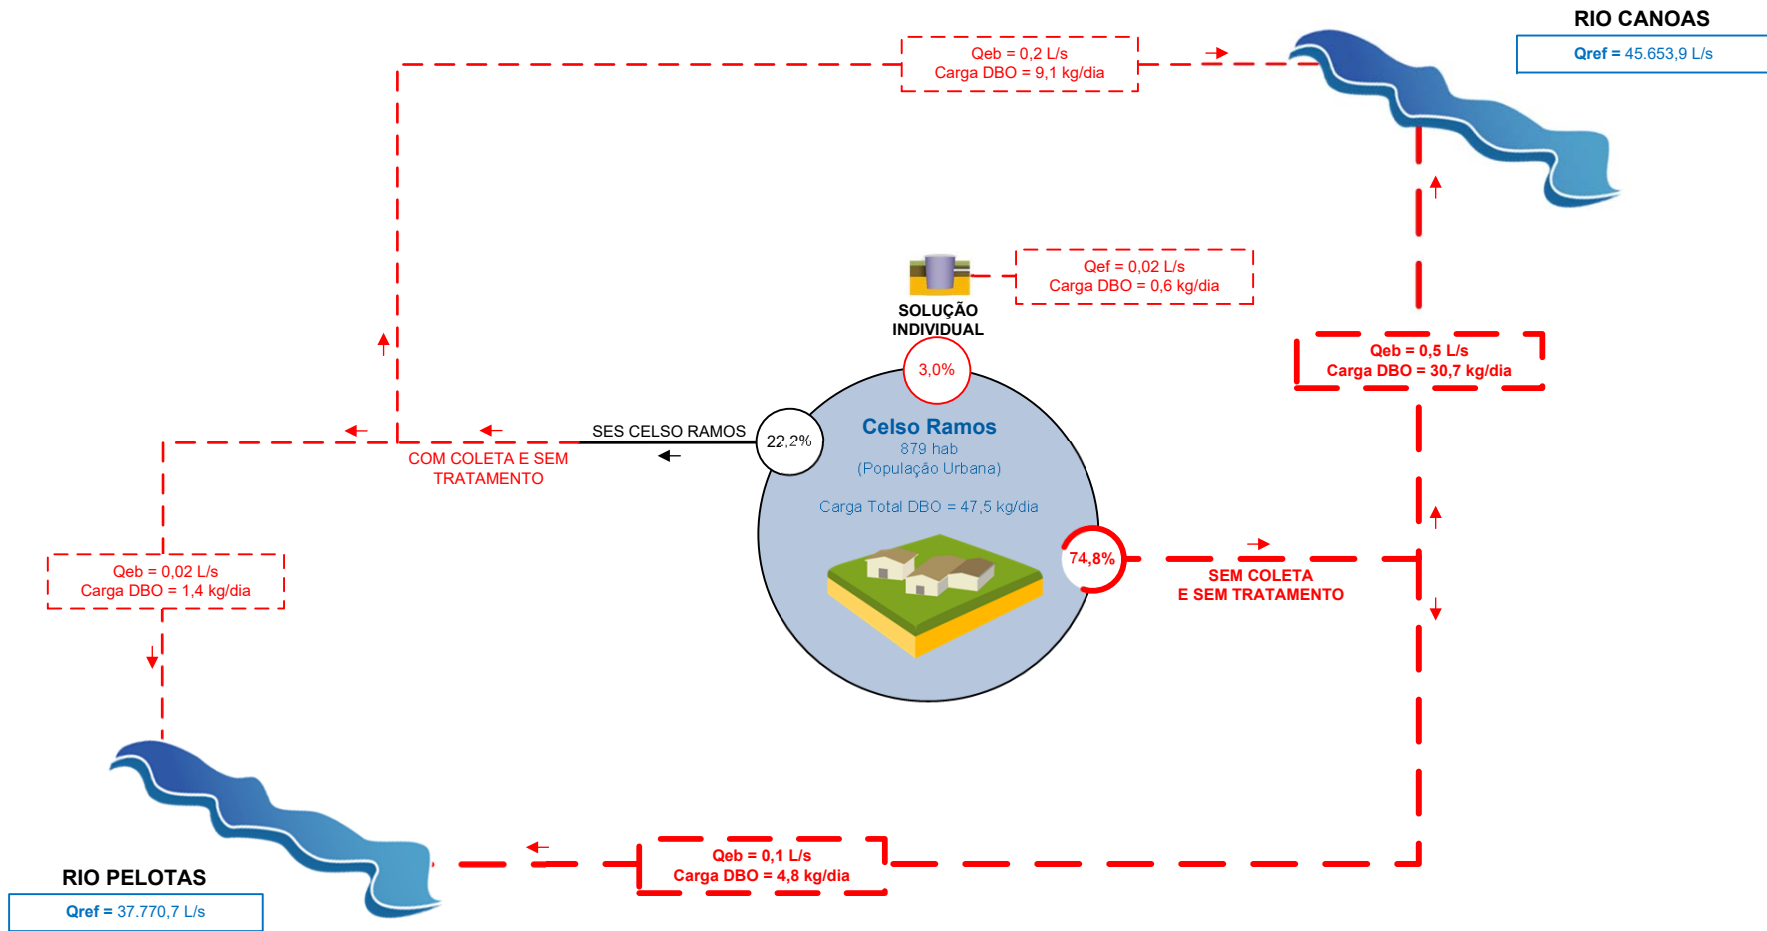 RIO CANOAS
Qref = 45.653,9 L/s
Qeb = 0,2 L/s
Carga DBO = 9,1 kg/dia
Qef = 0,02 L/s
Carga DBO = 0,6 kg/dia
SOLUÇÃO
INDIVIDUAL
3,0%
Qeb = 0,5 L/s
Carga DBO = 30,7 kg/dia
SES CELSO RAMOS
22,2%
COM COLETA E SEM
TRATAMENTO
Celso Ramos
879 hab
(População Urbana)
Carga Total DBO = 47,5 kg/dia
74,8%
SEM COLETA
E SEM TRATAMENTO
Qeb = 0,02 L/s
Carga DBO = 1,4 kg/dia
Qeb = 0,1 L/s
Carga DBO = 4,8 kg/dia
RIO PELOTAS
Qref = 37.770,7 L/s